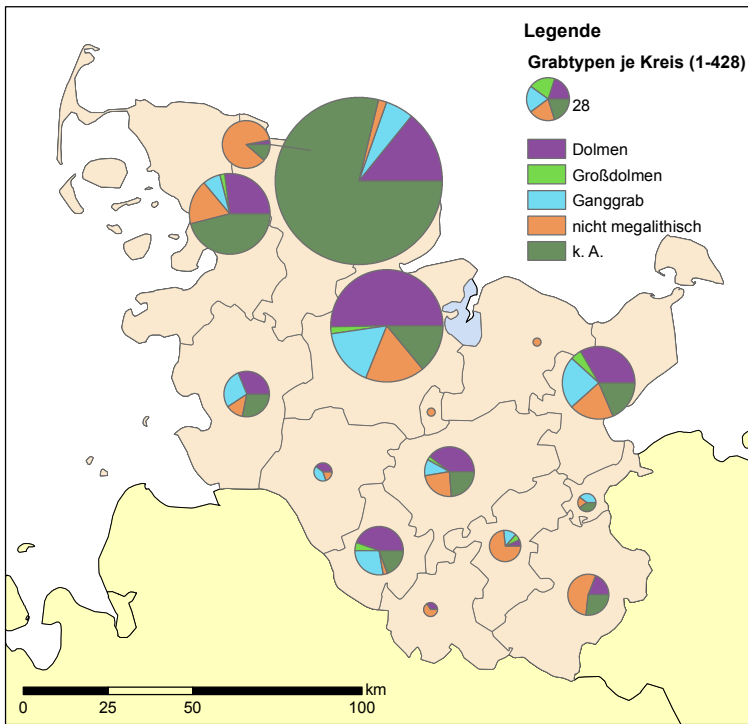 Legende
Grabtypen je Kreis (1-428)
28
Dolmen
Großdolmen
Ganggrab
nicht megalithisch
k. A.
km
0 25 50 100